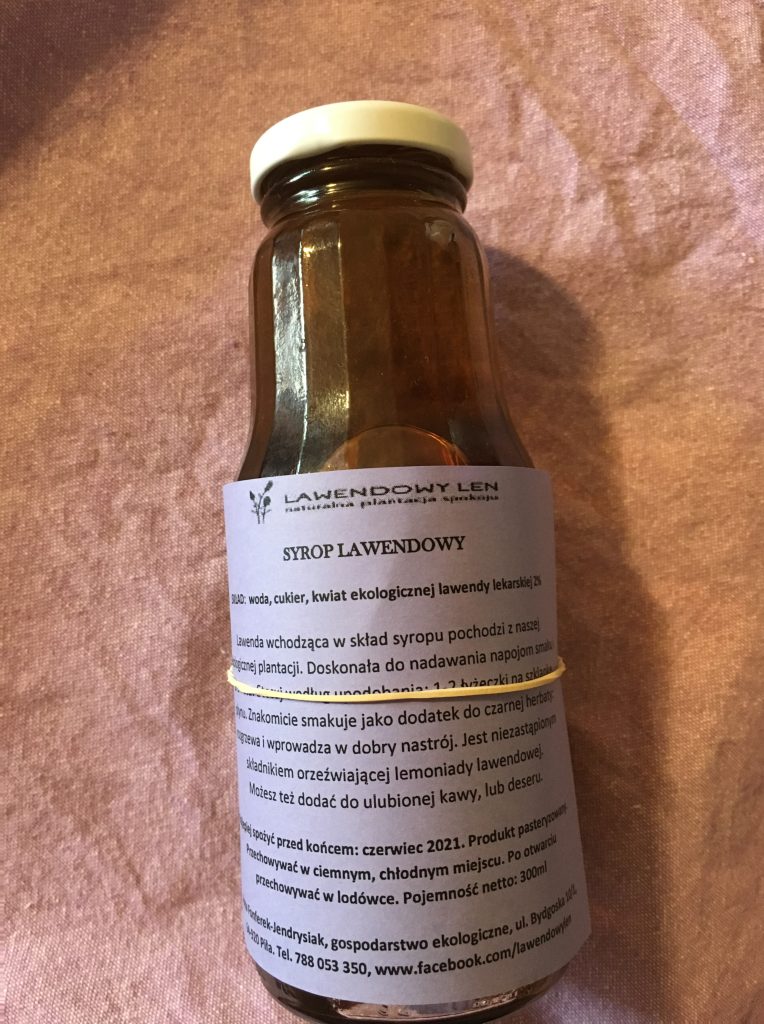 LAWENDOWY LEN
naturalna plantacja spokoju
SYROP LAWENDOWY
woda, cukier, kwiat ekologicznej lawendy lekarskiej 2%
Lawenda wchodząca w skład syropu pochodzi z naszej
plantacji. Doskonała do nadawania napojom
według upodobania: 1-2 łyżeczki na
Znakomicie smakuje jako dodatek do czarnej herbaty:
i wprowadza w dobry nastrój. Jest niezastąpionym
składnikiem orzeźwiającej lemoniady lawendowej.
Możesz też dodać do ulubionej kawy, lub deseru.
spożyć przed końcem: czerwiec 2021. Produkt pasteryzowany.
Przechowywać w ciemnym, chłodnym miejscu. Po otwarciu
przechowywać w lodówce. Pojemność netto: 300ml
Fonferek-Jendrysiak, gospodarstwo ekologiczne, ul. Bydgoska
Piła. Tel. 788 053 350, www.facebook.com/lawendowylen